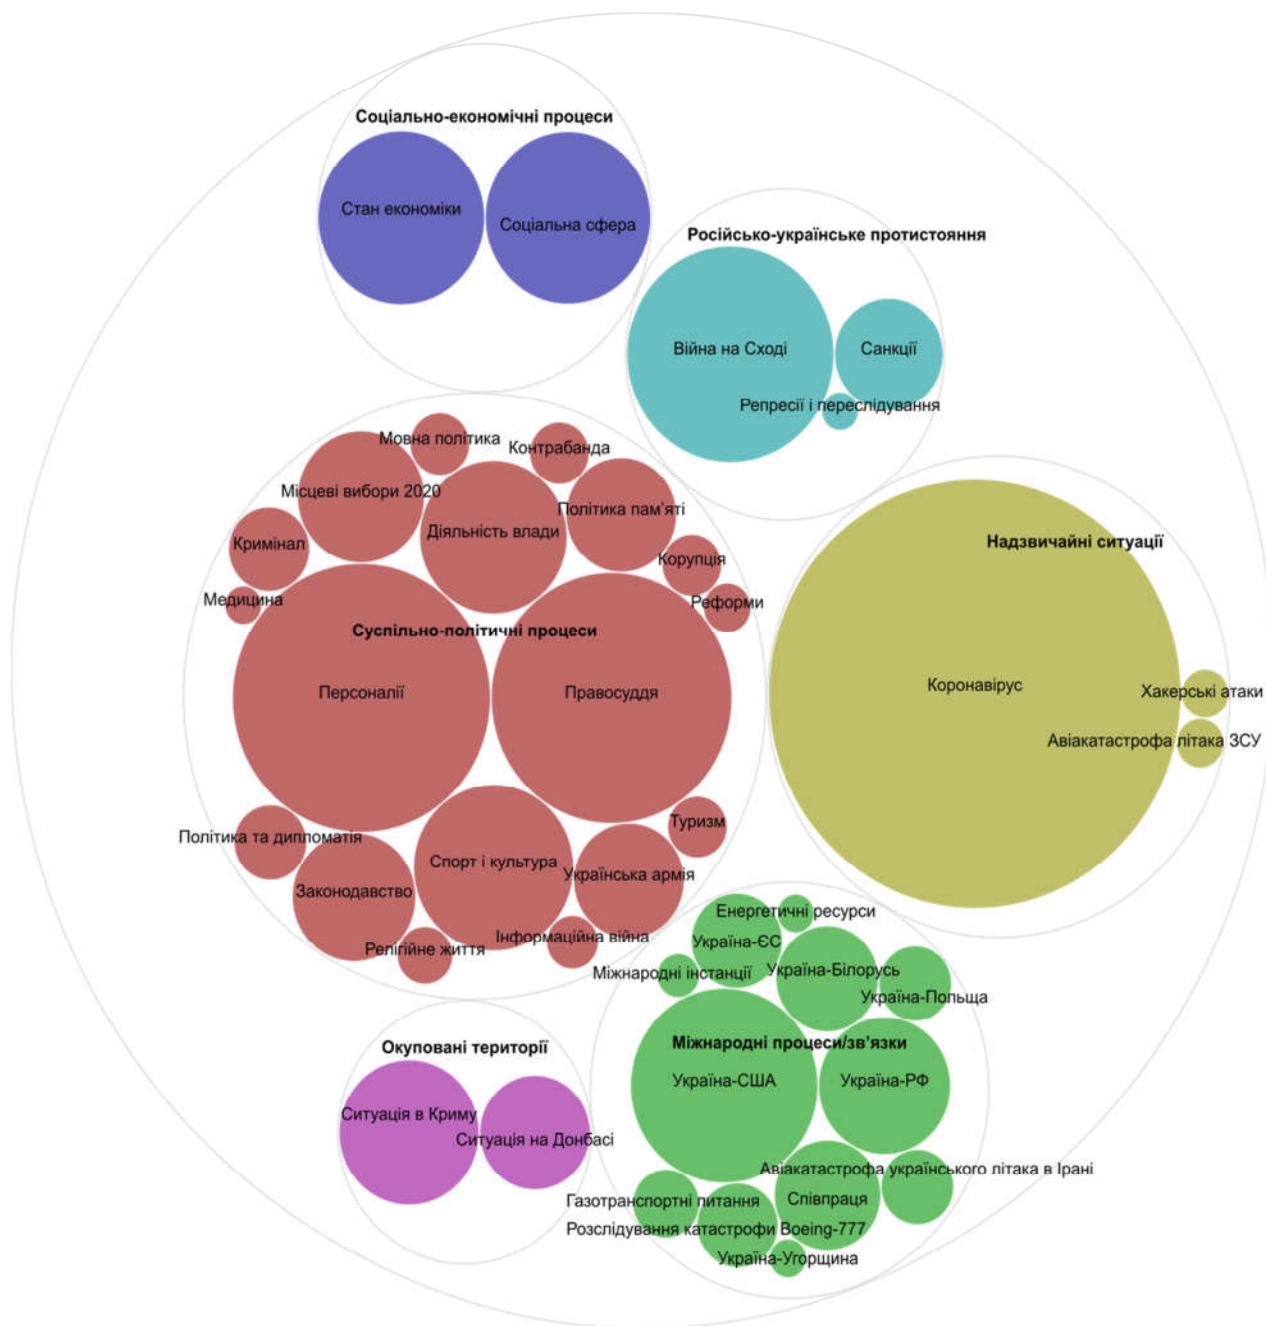 Соціально-економічні процеси
Стан економіки
Соціальна сфера
Російсько-українське протистояння
Війна на Сході
Санкції
Репресії і переслідування
Мовна політика
Контрабанда
Місцеві вибори 2020
Політика пам’яті
Діяльність влади
Кримінал
Корупція
Медицина
Реформи
Суспільно-політичні процеси
Персоналії
Правосуддя
Туризм
Політика та дипломатія
Спорт і культура
Українська армія
Законодавство
Інформаційна війна
Релігійне життя
Надзвичайні ситуації
Коронавірус
Хакерські атаки
Авіакатастрофа літака ЗСУ
Енергетичні ресурси
Україна-ЄС
Міжнародні інстанції
Україна-Білорусь
Україна-Польща
Міжнародні процеси/зв’язки
Україна-США
Україна-РФ
Авіакатастрофа українського літака в Ірані
Газотранспортні питання
Співпраця
Розслідування катастрофи Boeing-777
Україна-Угорщина
Окуповані території
Ситуація в Криму
Ситуація на Донбасі